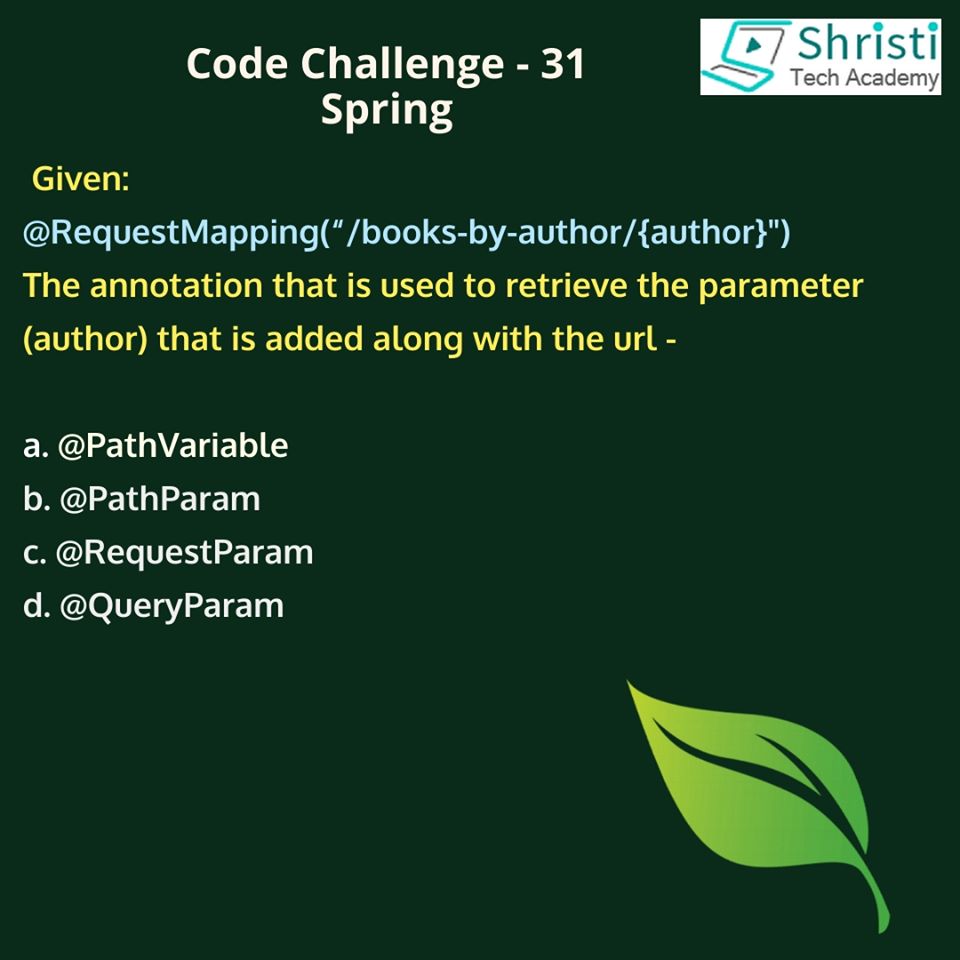 Code Challenge - 31
Spring
Shristi
Tech Academy
Given:
@RequestMapping(“/books-by-author/{author}")
The annotation that is used to retrieve the parameter
(author) that is added along with the url -
a. @PathVariable
b. @PathParam
c. @RequestParam
d. @QueryParam